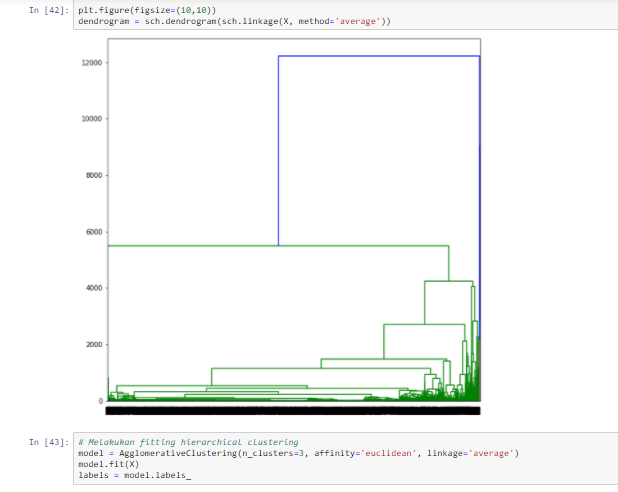 In [42]: plt.figure(figsize=(10,10))
dendrogram = sch.dendrogram(sch.linkage(X, method='average'))
12000
10000
8000
6000
4000
2000
0
In [43]: # Melakukan fitting hierarchical clustering
model = AgglomerativeClustering(n_clusters=3, affinity='euclidean', linkage='average')
model.fit(X)
labels = model.labels_